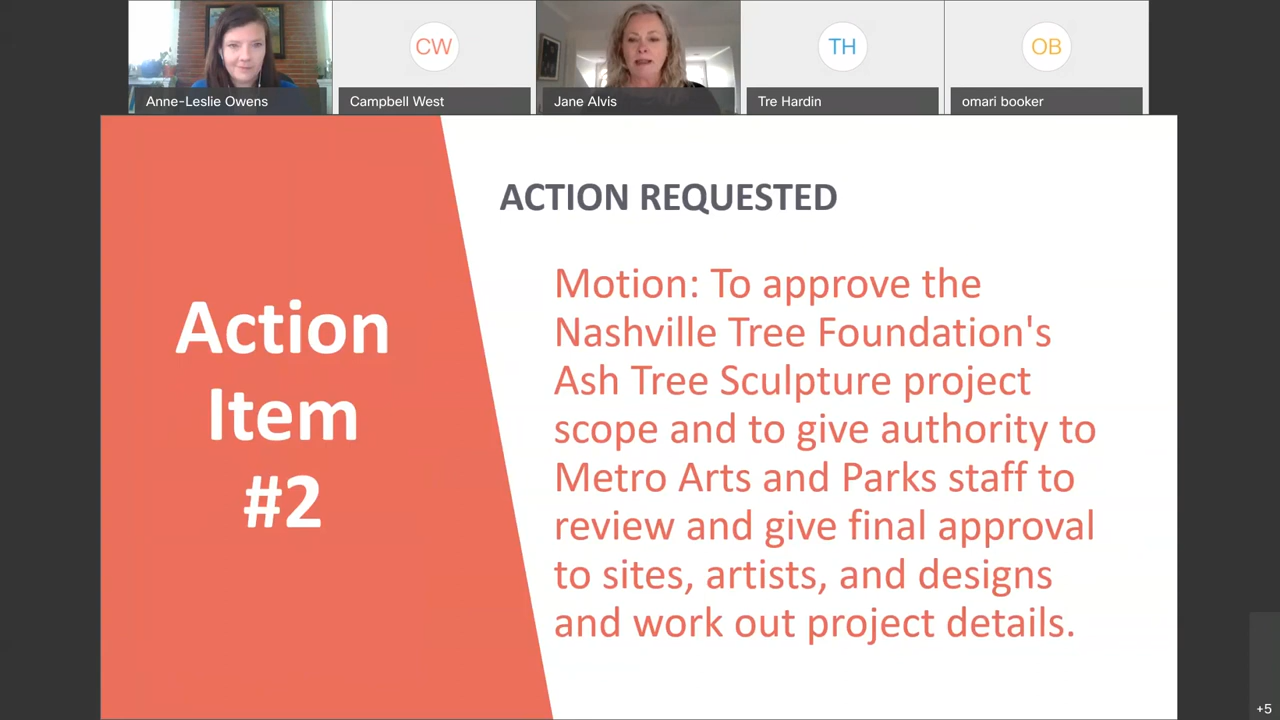 CW
TH
OB
Anne-Leslie Owens
Campbell West
Jane Alvis
Tre Hardin
omari booker
Action
Item
#2
ACTION REQUESTED
Motion: To approve the
Nashville Tree Foundation's
Ash Tree Sculpture project
scope and to give authority to
Metro Arts and Parks staff to
review and give final approval
to sites, artists, and designs
and work out project details.
+5